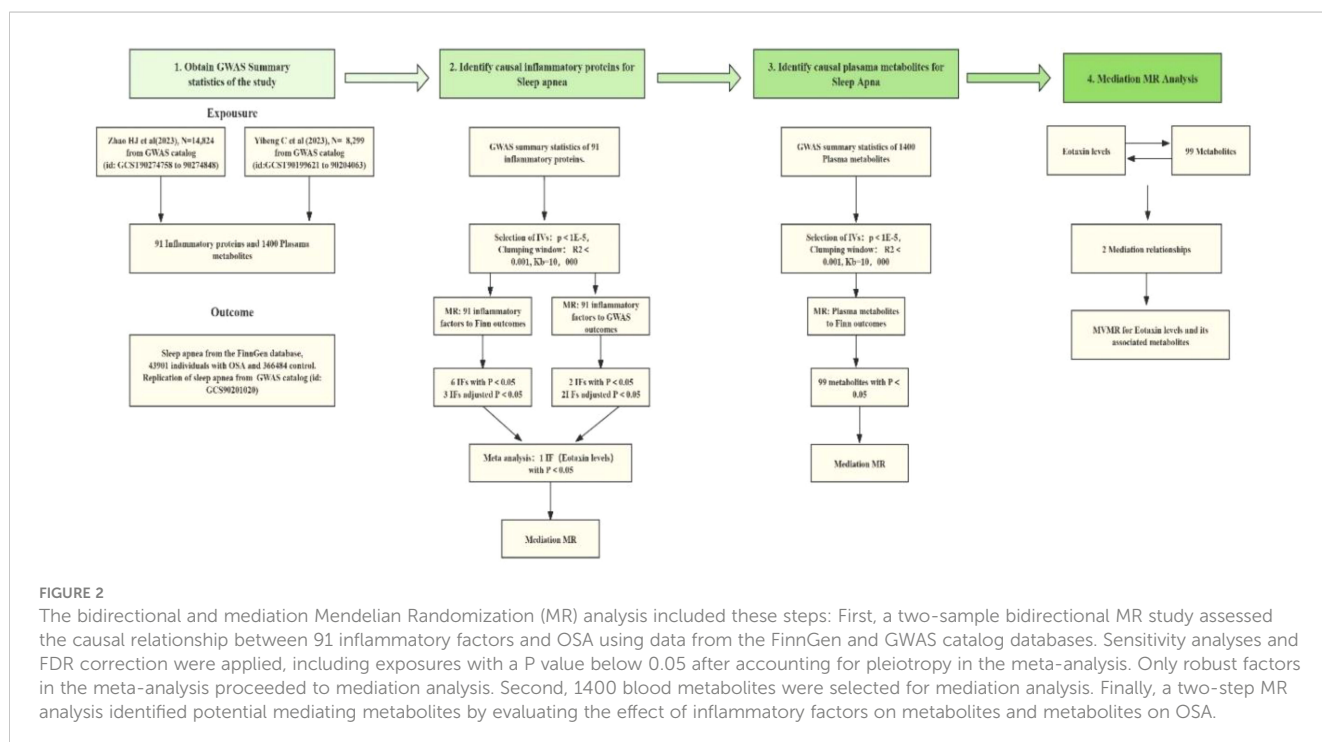 1. Obtain GWAS Summary
statistics of the study
2. Identify causal inflammatory proteins for
Sleep apnea
3. Identify causal plasma metabolites for
Sleep Apna
4. Mediation MR Analysis
Expousure
Zhao HJ et al(2023), N=14,824
from GWAS catalog
(id: GCST90274758 to 90274848)
Yiheng C et al (2023), N= 8,299
from GWAS catalog
(id:GCST90199621 to 90204063)
91 Inflammatory proteins and 1400 Plasama
metabolites
Outcome
Sleep apnea from the FinnGen database,
43901 individuals with OSA and 366484 control.
Replication of sleep apnea from GWAS catalog (id:
GCS90201020)
GWAS summary statistics of 91
inflammatory proteins.
Selection of IVs: p < 1E-5,
Clumping window: R2 <
0.001, Kb=10, 000
MR: 91 inflammatory
factors to Finn outcomes
MR: 91 inflammatory
factors to GWAS
outcomes
6 IFs with P < 0.05
3 IFs adjusted P < 0.05
2 IFs with P < 0.05
2I Fs adjusted P < 0.05
Meta analysis: 1 IF (Eotaxin levels)
with P < 0.05
Mediation MR
GWAS summary statistics of 1400
Plasma metabolites
Selection of IVs: p < 1E-5,
Clumping window: R2 <
0.001, Kb=10, 000
MR: Plasma metabolites
to Finn outcomes
99 metabolites with P <
0.05
Mediation MR
Eotaxin levels
99 Metabolites
2 Mediation relationships
MVMR for Eotaxin levels and its
associated metabolites
FIGURE 2
The bidirectional and mediation Mendelian Randomization (MR) analysis included these steps: First, a two-sample bidirectional MR study assessed
the causal relationship between 91 inflammatory factors and OSA using data from the FinnGen and GWAS catalog databases. Sensitivity analyses and
FDR correction were applied, including exposures with a P value below 0.05 after accounting for pleiotropy in the meta-analysis. Only robust factors
in the meta-analysis proceeded to mediation analysis. Second, 1400 blood metabolites were selected for mediation analysis. Finally, a two-step MR
analysis identified potential mediating metabolites by evaluating the effect of inflammatory factors on metabolites and metabolites on OSA.